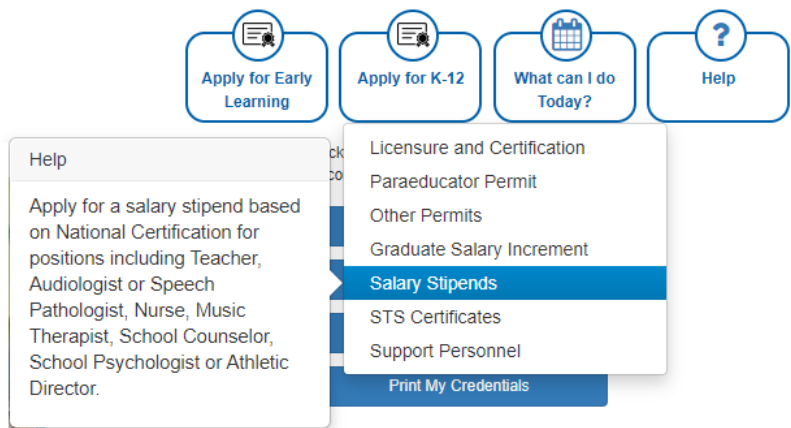 Apply for Early
Learning
Apply for K-12
What can I do
Today?
?
Help
Help
Apply for a salary stipend based
on National Certification for
positions including Teacher,
Audiologist or Speech
Pathologist, Nurse, Music
Therapist, School Counselor,
School Psychologist or Athletic
Director.
Licensure and Certification
Paraeducator Permit
Other Permits
Graduate Salary Increment
Salary Stipends
STS Certificates
Support Personnel
Print My Credentials